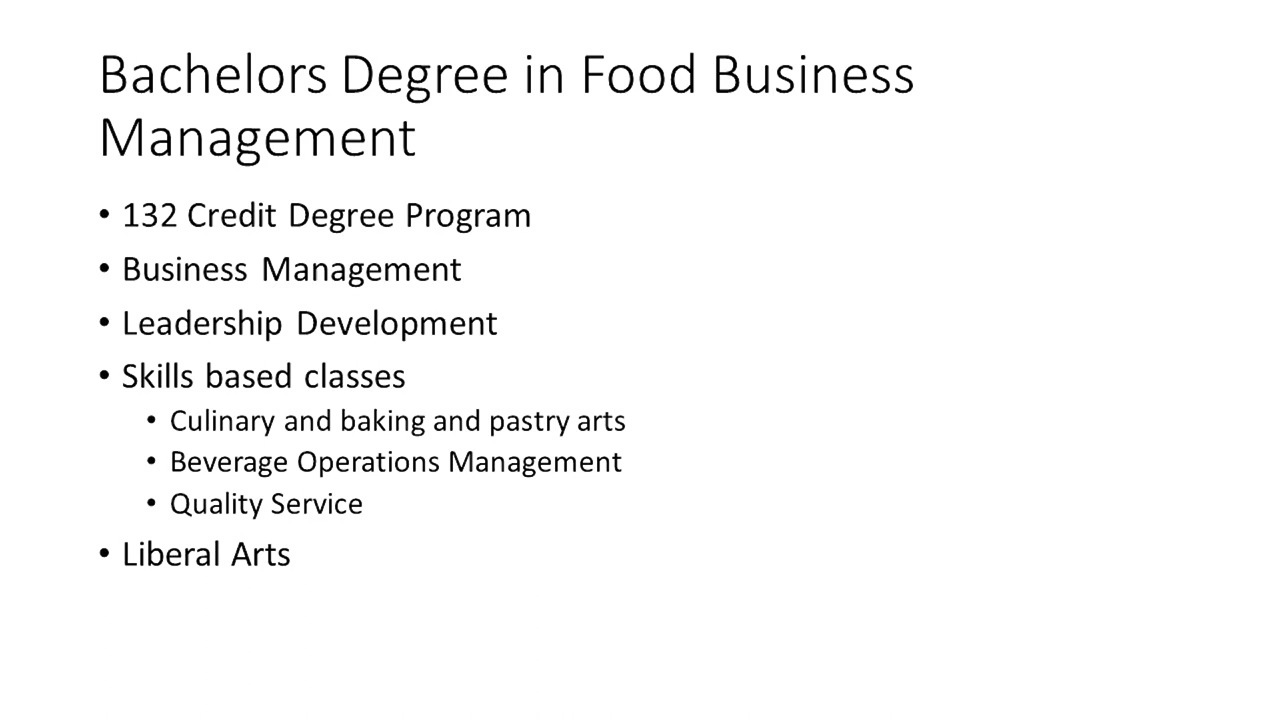 Bachelors Degree in Food Business
Management
• 132 Credit Degree Program
• Business Management
• Leadership Development
• Skills based classes
• Culinary and baking and pastry arts
• Beverage Operations Management
• Quality Service
• Liberal Arts